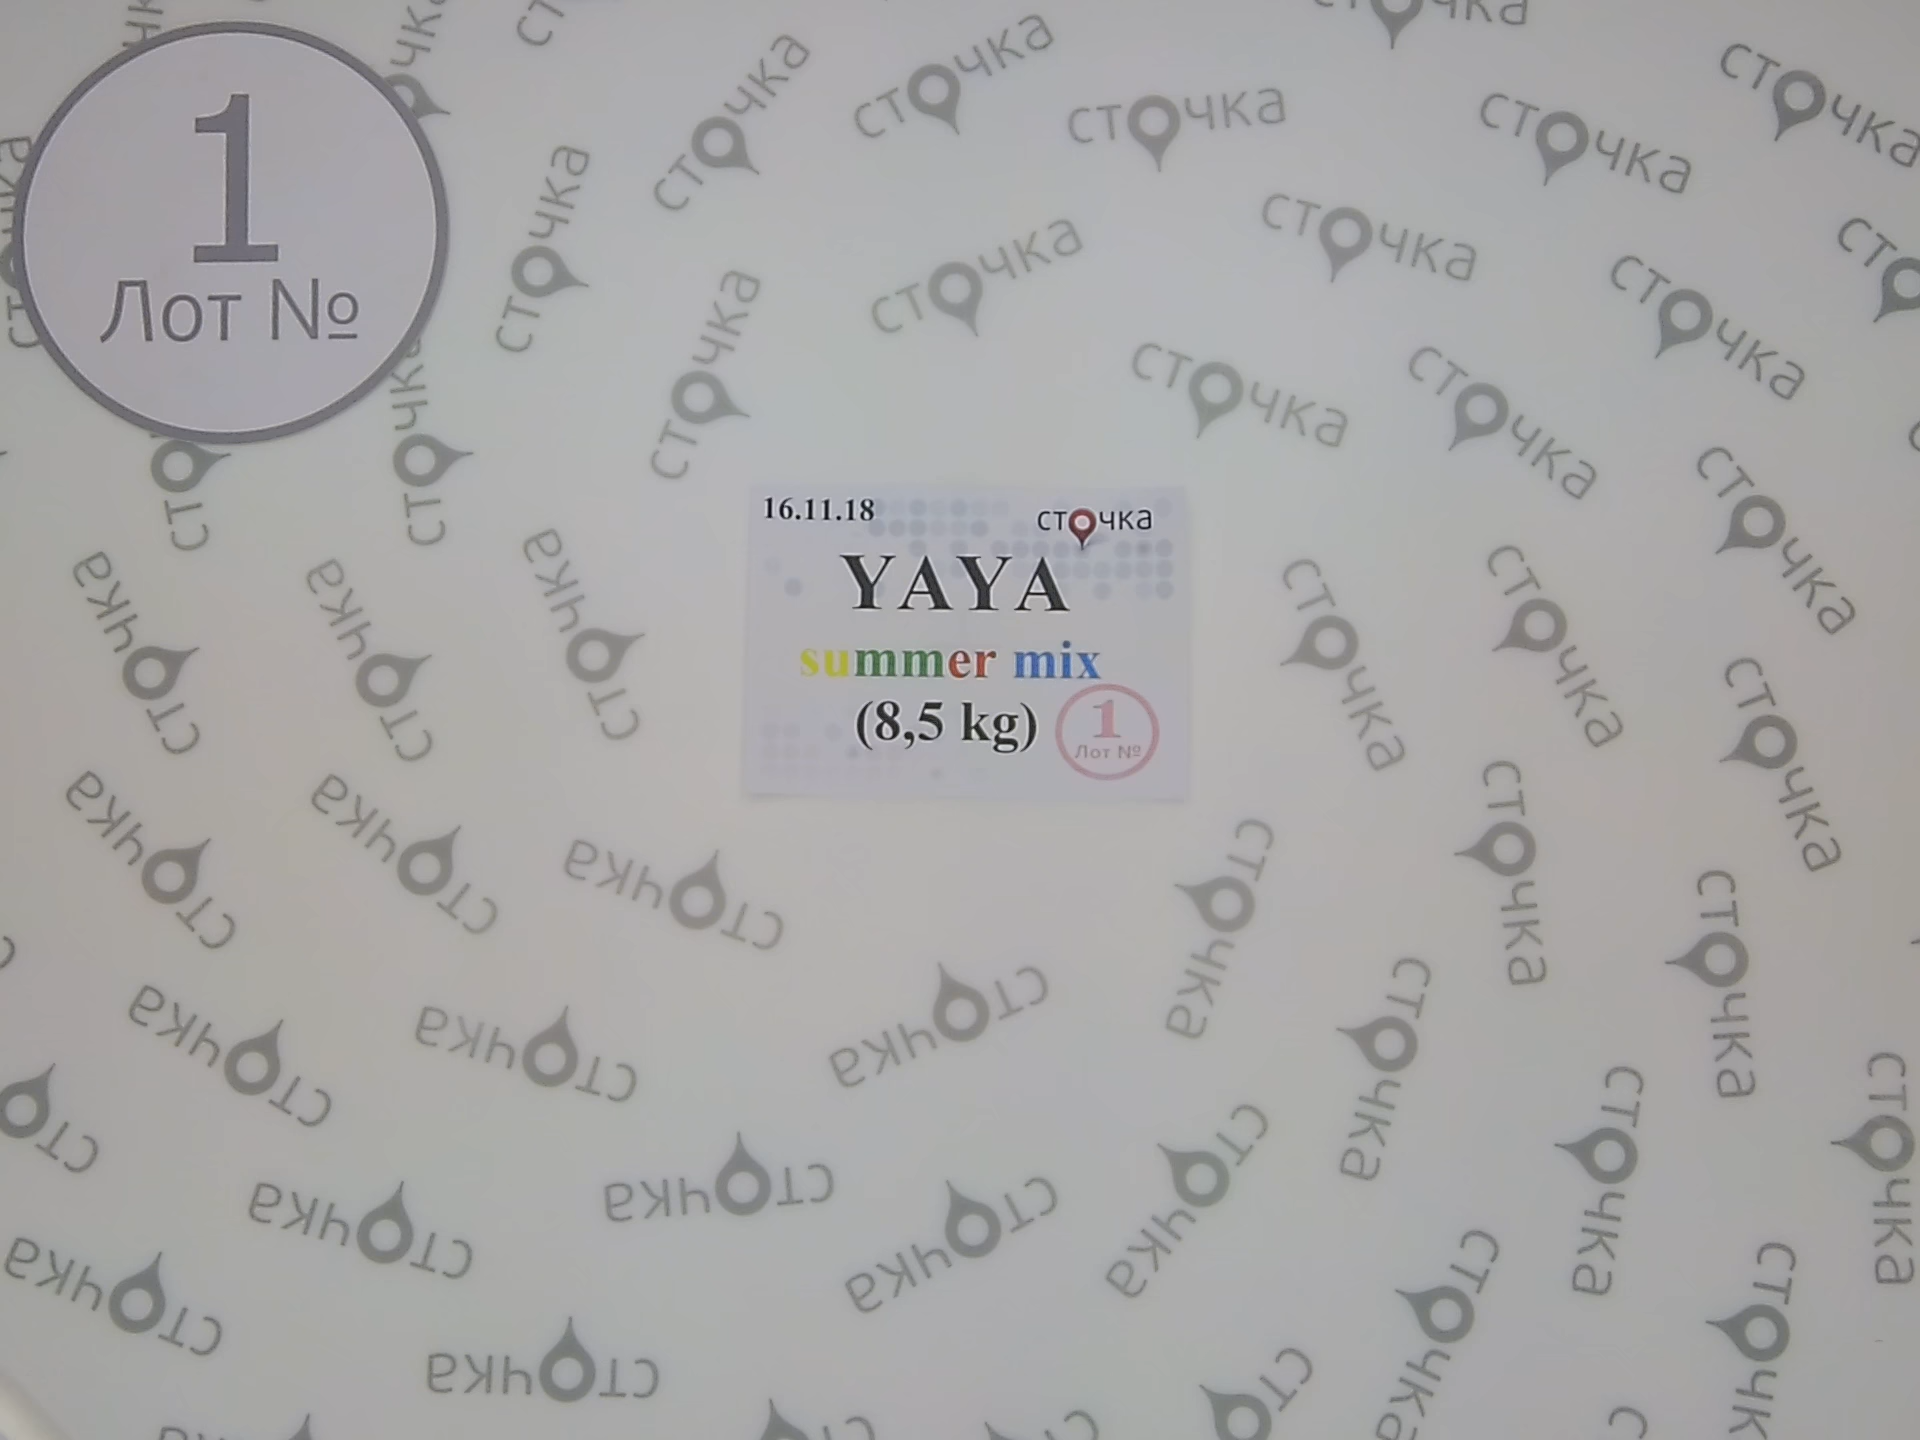 1
Лот №
16.11.18
сточка
YAYA
summer mix
(8,5 kg)
1
Лот №
сточка